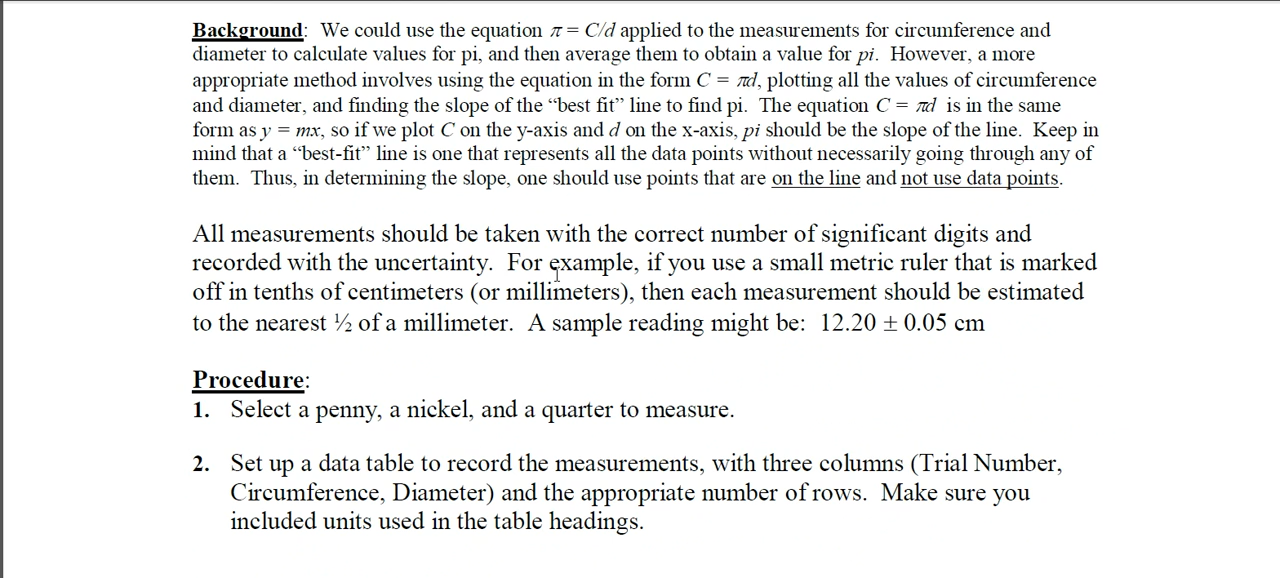 Background: We could use the equation π = C/d applied to the measurements for circumference and
diameter to calculate values for pi, and then average them to obtain a value for pi. However, a more
appropriate method involves using the equation in the form C = πd, plotting all the values of circumference
and diameter, and finding the slope of the “best fit” line to find pi. The equation C = πd is in the same
form as y = mx, so if we plot C on the y-axis and d on the x-axis, pi should be the slope of the line. Keep in
mind that a “best-fit” line is one that represents all the data points without necessarily going through any of
them. Thus, in determining the slope, one should use points that are on the line and not use data points.
All measurements should be taken with the correct number of significant digits and
recorded with the uncertainty. For example, if you use a small metric ruler that is marked
off in tenths of centimeters (or millimeters), then each measurement should be estimated
to the nearest ½ of a millimeter. A sample reading might be: 12.20 ± 0.05 cm
Procedure:
1. Select a penny, a nickel, and a quarter to measure.
2. Set up a data table to record the measurements, with three columns (Trial Number,
Circumference, Diameter) and the appropriate number of rows. Make sure you
included units used in the table headings.